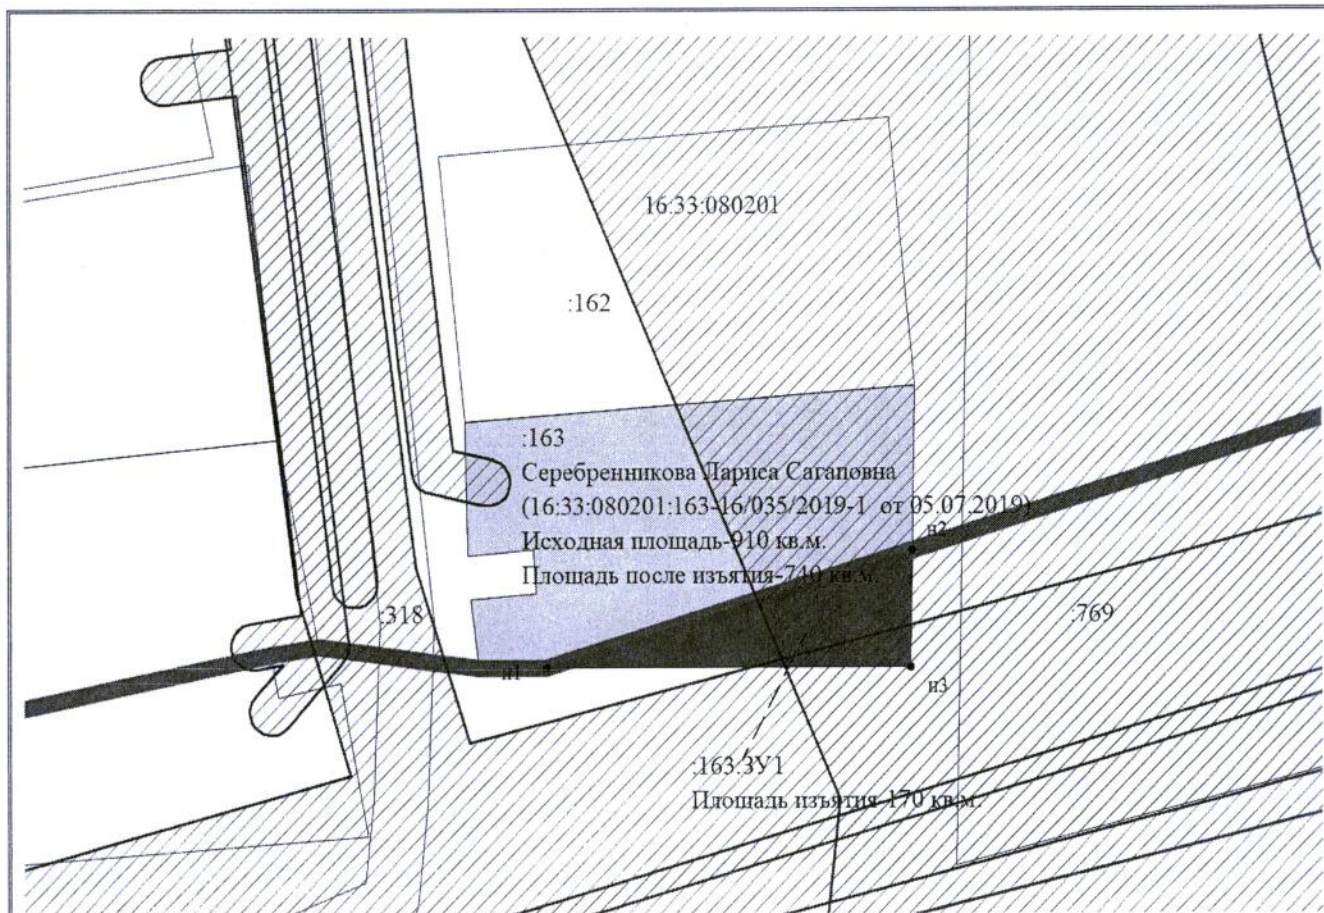 16:33:080201
:162
:163
Серебренникова Лариса Сагаповна
(16:33:080201:163-16/035/2019-1 от 05.07.2019)
Исходная площадь-910 кв.м.
н2
Площадь после изъятия-740 кв.м.
:318
:769
н1
н3
:163.ЗУ1
Площадь изъятия-170 кв.м.